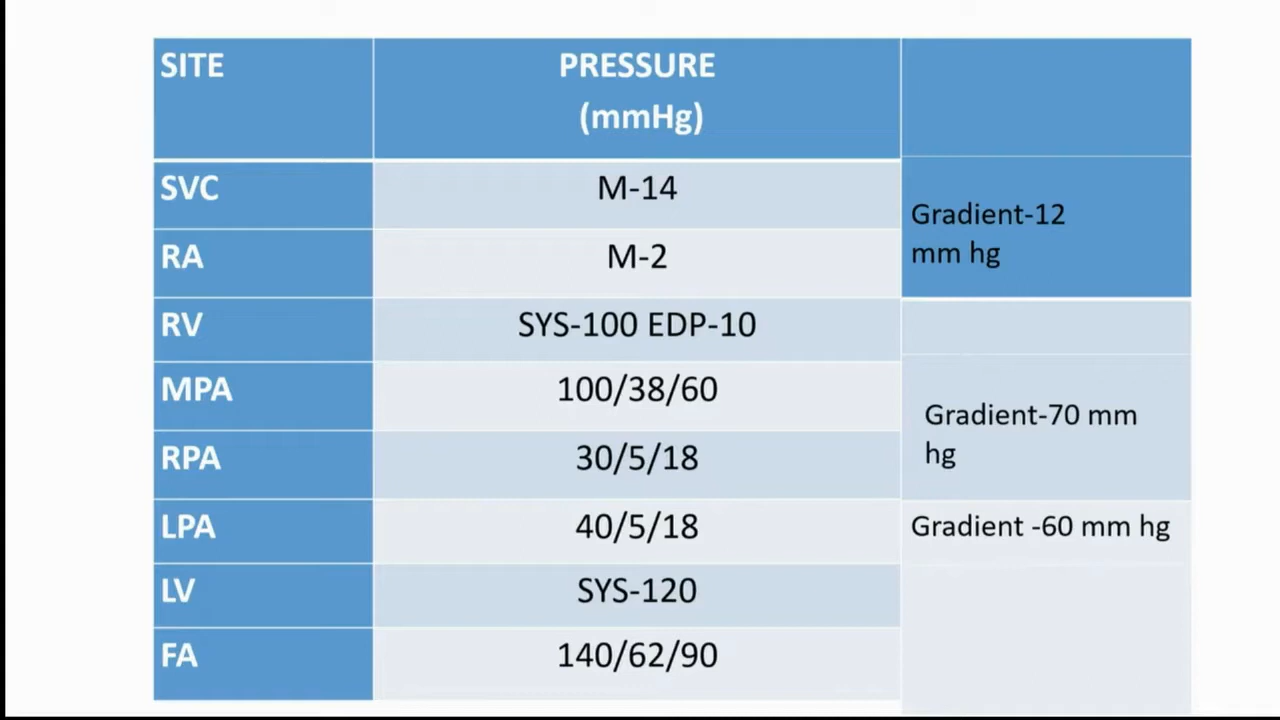 SITE
PRESSURE
(mmHg)
SVC
M-14
Gradient-12
mm hg
RA
M-2
RV
SYS-100 EDP-10
MPA
100/38/60
Gradient-70 mm
hg
RPA
30/5/18
LPA
40/5/18
Gradient -60 mm hg
LV
SYS-120
FA
140/62/90